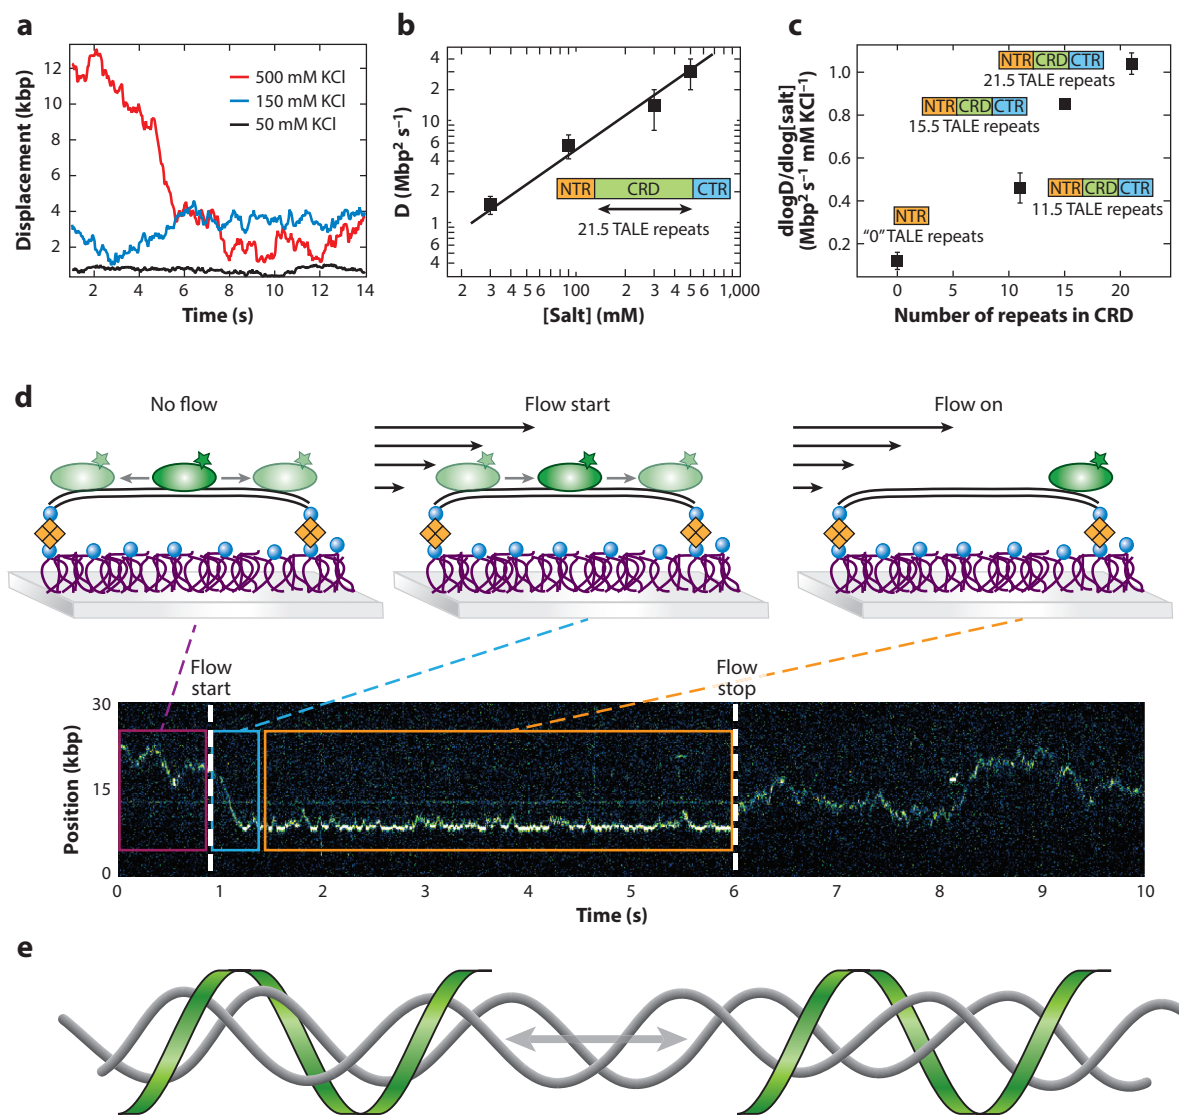 a
Displacement (kbp)
12
10
8
6
4
2
500 mM KCl
150 mM KCl
50 mM KCl
2
4
6
8
10
12
14
Time (s)
b
D (Mbp² s⁻¹)
4
2
10
6
4
2
1
6
4
NTR CRD CTR
21.5 TALE repeats
2
3
4 5 6
100
2
3
4 5 6
1,000
[Salt] (mM)
c
dlogD/dlog[salt]
(Mbp² s⁻¹ mM KCl⁻¹)
1.0
0.8
0.6
0.4
0.2
NTR CRD CTR
21.5 TALE repeats
NTR CRD CTR
15.5 TALE repeats
NTR CRD CTR
11.5 TALE repeats
NTR
“0” TALE repeats
0
5
10
15
20
Number of repeats in CRD
d
No flow
Flow start
Flow on
Flow
start
Flow
stop
Position (kbp)
30
15
0
0
1
2
3
4
5
6
7
8
9
10
Time (s)
e